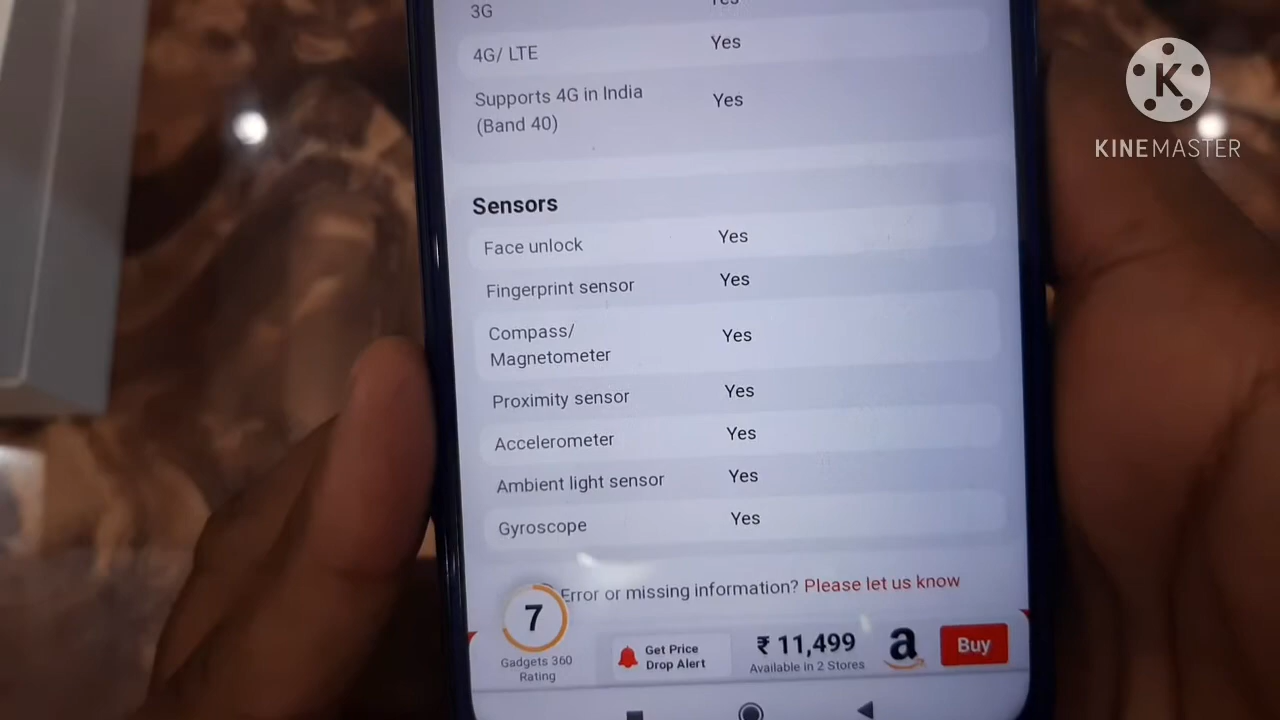 3G Yes
4G/ LTE Yes
Supports 4G in India
(Band 40) Yes
Sensors
Face unlock Yes
Fingerprint sensor Yes
Compass/
Magnetometer Yes
Proximity sensor Yes
Accelerometer Yes
Ambient light sensor Yes
Gyroscope Yes
Error or missing information? Please let us know
7
Gadgets 360
Rating
Get Price
Drop Alert
₹ 11,499
Available in 2 Stores
a
Buy
K
KINEMASTER